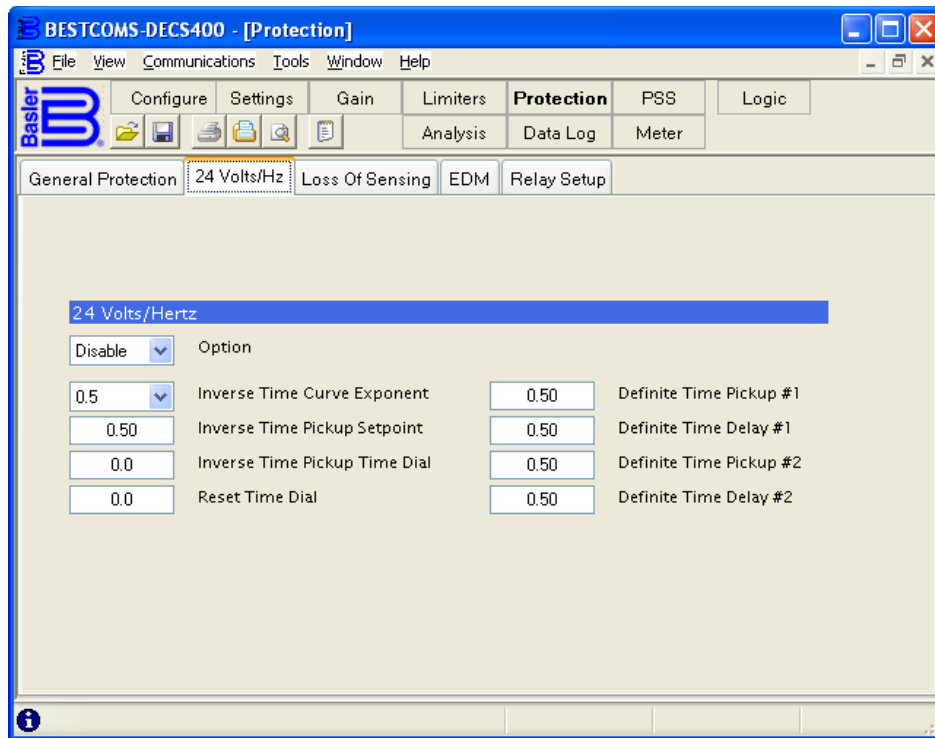 BESTCOMS-DECS400 - [Protection]
File View Communications Tools Window Help
Basler
Configure Settings Gain Limiters Protection PSS Logic
Analysis Data Log Meter
General Protection 24 Volts/Hz Loss Of Sensing EDM Relay Setup
24 Volts/Hertz
Disable Option
0.5 Inverse Time Curve Exponent 0.50 Definite Time Pickup #1
0.50 Inverse Time Pickup Setpoint 0.50 Definite Time Delay #1
0.0 Inverse Time Pickup Time Dial 0.50 Definite Time Pickup #2
0.0 Reset Time Dial 0.50 Definite Time Delay #2